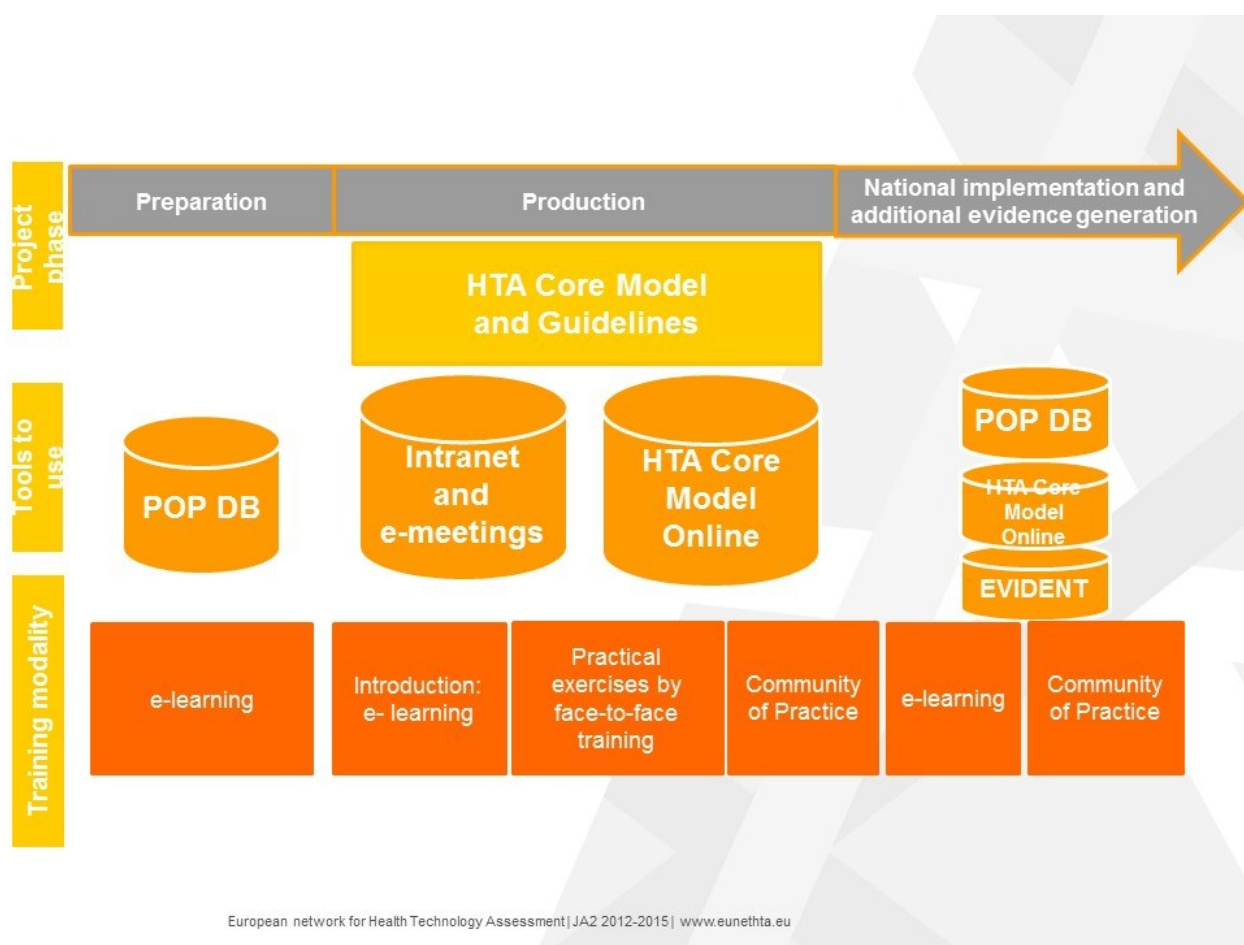 Project
phase
Preparation
Production
National implementation and
additional evidence generation
HTA Core Model
and Guidelines
Tools to
use
POP DB
Intranet
and
e-meetings
HTA Core
Model
Online
POP DB
HTA Core
Model
Online
EVIDENT
Training modality
e-learning
Introduction:
e- learning
Practical
exercises by
face-to-face
training
Community
of Practice
e-learning
Community
of Practice
European network for Health Technology Assessment | JA2 2012-2015 | www.eunethta.eu